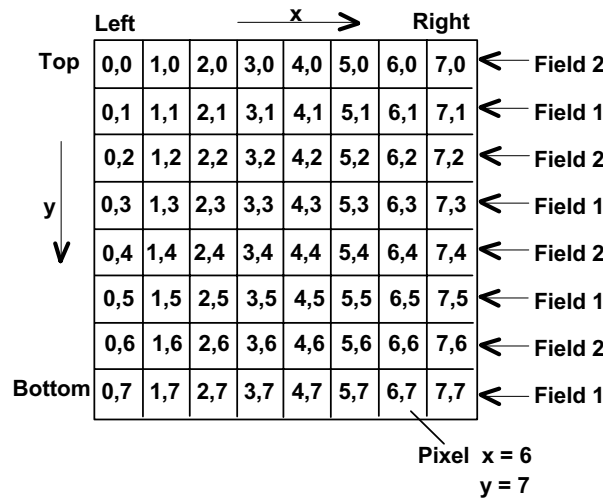 Left x Right
Top 0,0 1,0 2,0 3,0 4,0 5,0 6,0 7,0 Field 2
0,1 1,1 2,1 3,1 4,1 5,1 6,1 7,1 Field 1
0,2 1,2 2,2 3,2 4,2 5,2 6,2 7,2 Field 2
y 0,3 1,3 2,3 3,3 4,3 5,3 6,3 7,3 Field 1
0,4 1,4 2,4 3,4 4,4 5,4 6,4 7,4 Field 2
0,5 1,5 2,5 3,5 4,5 5,5 6,5 7,5 Field 1
0,6 1,6 2,6 3,6 4,6 5,6 6,6 7,6 Field 2
Bottom 0,7 1,7 2,7 3,7 4,7 5,7 6,7 7,7 Field 1
Pixel x = 6
y = 7